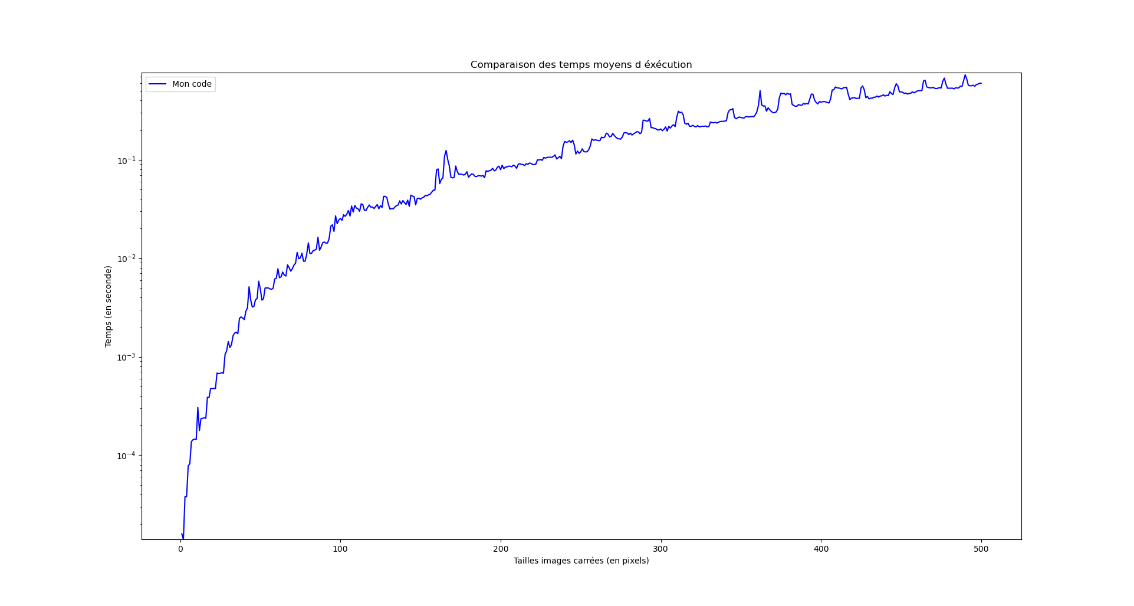 Comparaison des temps moyens d éxécution
Mon code
Temps (en seconde)
10⁻¹
10⁻²
10⁻³
10⁻⁴
0 100 200 300 400 500
Tailles images carrées (en pixels)